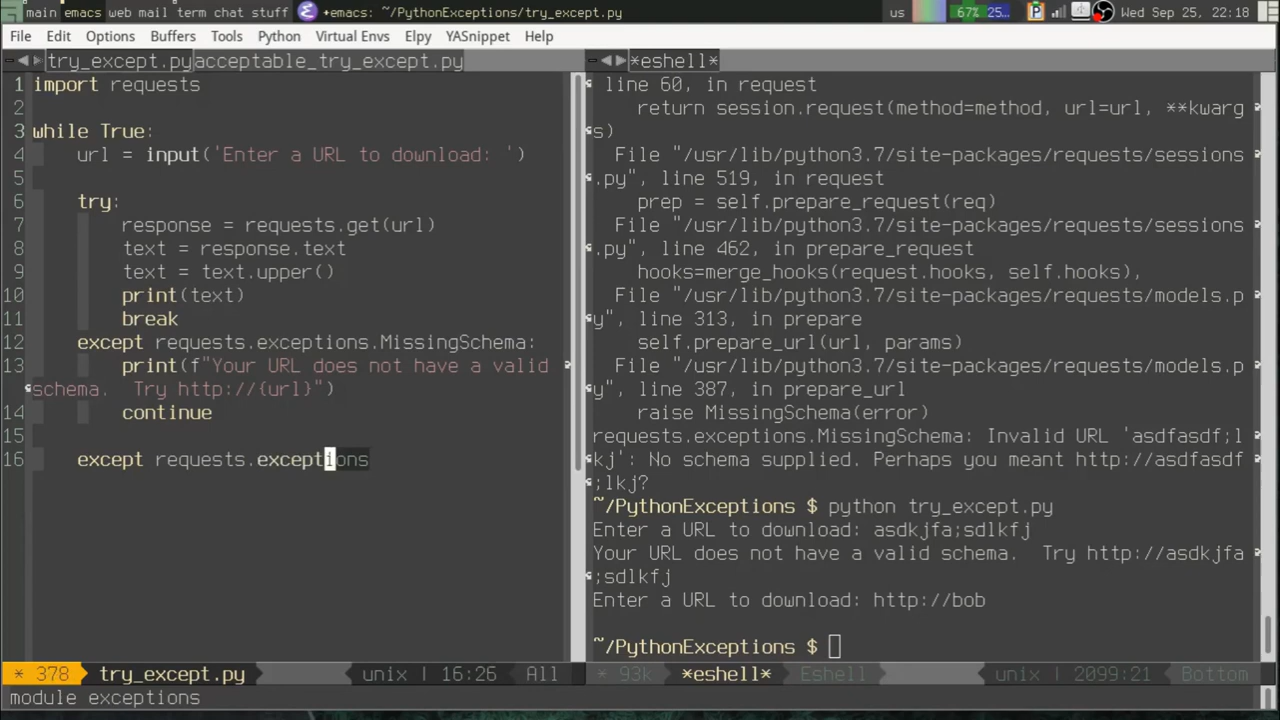 main emacs web mail term chat stuff +emacs: ~/PythonExceptions/try_except.py us 67% 25... Wed Sep 25, 22:18
File Edit Options Buffers Tools Python Virtual Envs Elpy YASnippet Help
try_except.py acceptable_try_except.py
1 import requests
2
3 while True:
4 url = input('Enter a URL to download: ')
5
6 try:
7 response = requests.get(url)
8 text = response.text
9 text = text.upper()
10 print(text)
11 break
12 except requests.exceptions.MissingSchema:
13 print(f"Your URL does not have a valid
schema.  Try http://{url}")
14 continue
15
16 except requests.exceptions
* 378 try_except.py unix | 16:26 All
*eshell*
line 60, in request
return session.request(method=method, url=url, **kwarg
s)
File "/usr/lib/python3.7/site-packages/requests/sessions
.py", line 519, in request
prep = self.prepare_request(req)
File "/usr/lib/python3.7/site-packages/requests/sessions
.py", line 462, in prepare_request
hooks=merge_hooks(request.hooks, self.hooks),
File "/usr/lib/python3.7/site-packages/requests/models.p
y", line 313, in prepare
self.prepare_url(url, params)
File "/usr/lib/python3.7/site-packages/requests/models.p
y", line 387, in prepare_url
raise MissingSchema(error)
requests.exceptions.MissingSchema: Invalid URL 'asdfasdf;l
kj': No schema supplied. Perhaps you meant http://asdfasdf
;lkj?
~/PythonExceptions $ python try_except.py
Enter a URL to download: asdkjfa;sdlkfj
Your URL does not have a valid schema.  Try http://asdkjfa
;sdlkfj
Enter a URL to download: http://bob
~/PythonExceptions $
* 93k *eshell* Eshell unix | 2099:21 Bottom
module exceptions